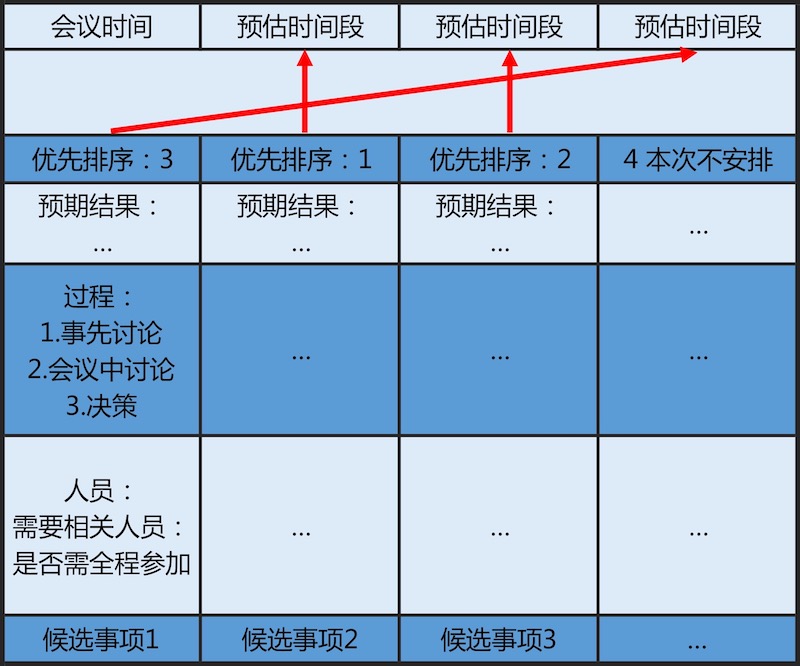 会议时间 预估时间段 预估时间段 预估时间段
优先排序：3 优先排序：1 优先排序：2 4 本次不安排
预期结果： 预期结果： 预期结果：
... ... ... ...
过程：
1.事先讨论
2.会议中讨论
3.决策
... ... ...
人员：
需要相关人员：
是否需全程参加
... ... ...
候选事项1 候选事项2 候选事项3 ...